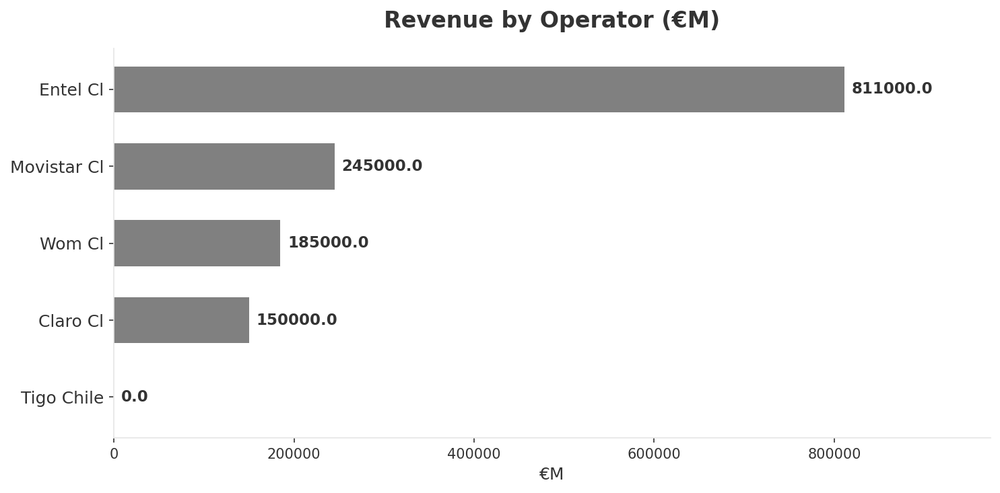 Revenue by Operator (€M)
Entel Cl
811000.0
Movistar Cl
245000.0
Wom Cl
185000.0
Claro Cl
150000.0
Tigo Chile
0.0
0
200000
400000
600000
800000
€M